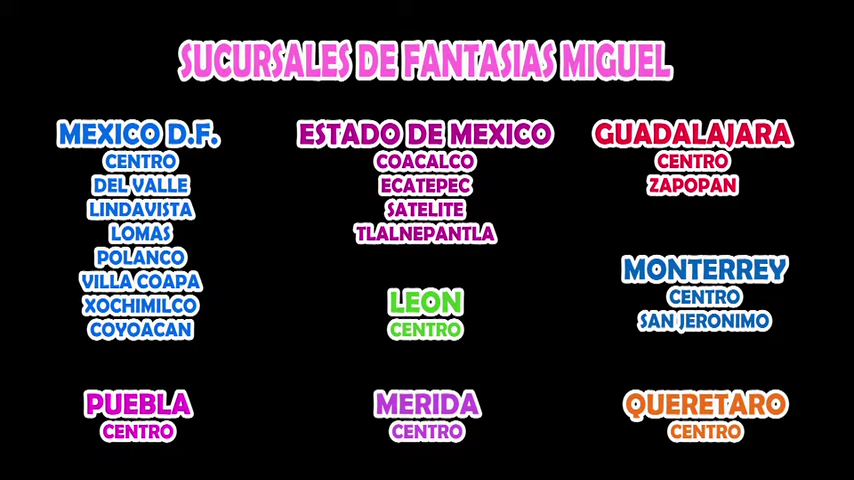 SUCURSALES DE FANTASIAS MIGUEL
MEXICO D.F.
CENTRO
DEL VALLE
LINDAVISTA
LOMAS
POLANCO
VILLA COAPA
XOCHIMILCO
COYOACAN
ESTADO DE MEXICO
COACALCO
ECATEPEC
SATELITE
TLALNEPANTLA
GUADALAJARA
CENTRO
ZAPOPAN
LEON
CENTRO
MONTERREY
CENTRO
SAN JERONIMO
PUEBLA
CENTRO
MERIDA
CENTRO
QUERETARO
CENTRO